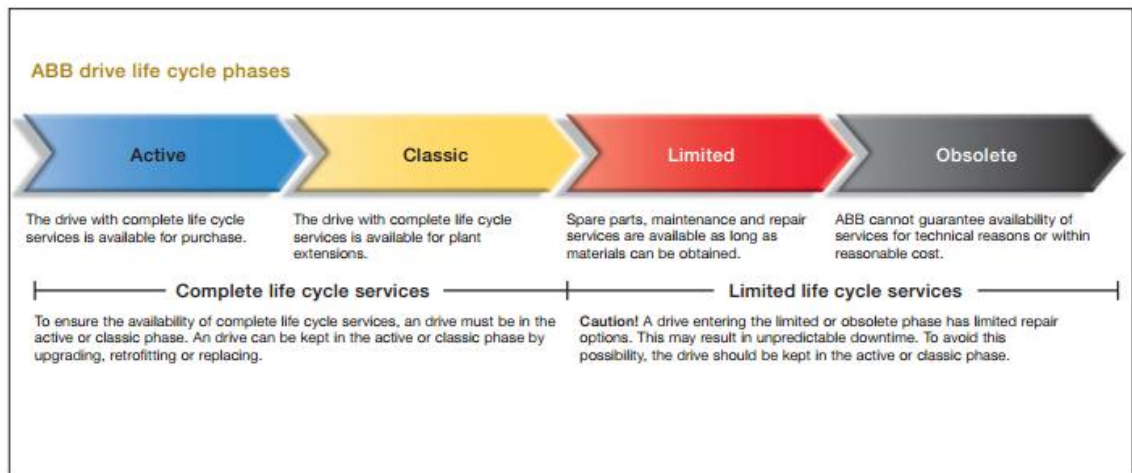 ABB drive life cycle phases
Active
Classic
Limited
Obsolete
The drive with complete life cycle
services is available for purchase.
The drive with complete life cycle
services is available for plant
extensions.
Spare parts, maintenance and repair
services are available as long as
materials can be obtained.
ABB cannot guarantee availability of
services for technical reasons or within
reasonable cost.
Complete life cycle services
Limited life cycle services
To ensure the availability of complete life cycle services, an drive must be in the
active or classic phase. An drive can be kept in the active or classic phase by
upgrading, retrofitting or replacing.
Caution! A drive entering the limited or obsolete phase has limited repair
options. This may result in unpredictable downtime. To avoid this
possibility, the drive should be kept in the active or classic phase.